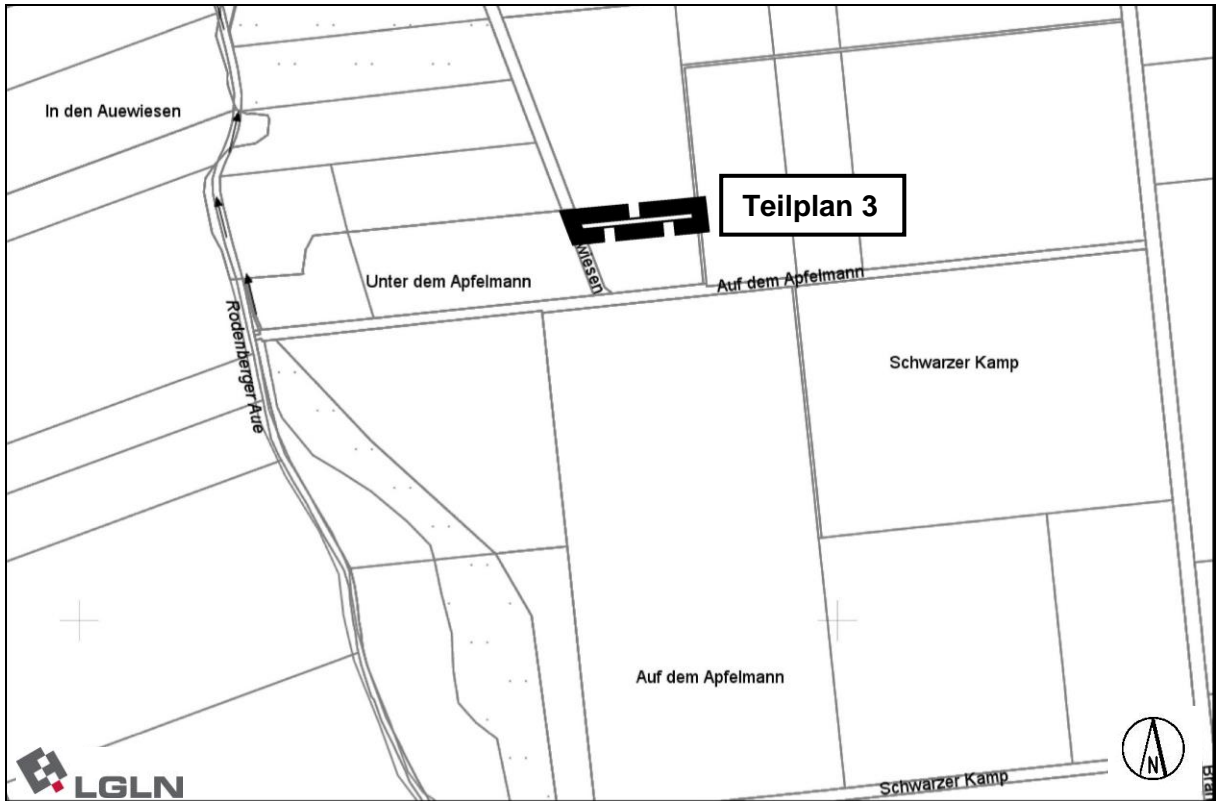 In den Auewiesen
Teilplan 3
wiesen
Unter dem Apfelmann
Auf dem Apfelmann
Rodenberger Aue
Schwarzer Kamp
Auf dem Apfelmann
Schwarzer Kamp
LGLN
N